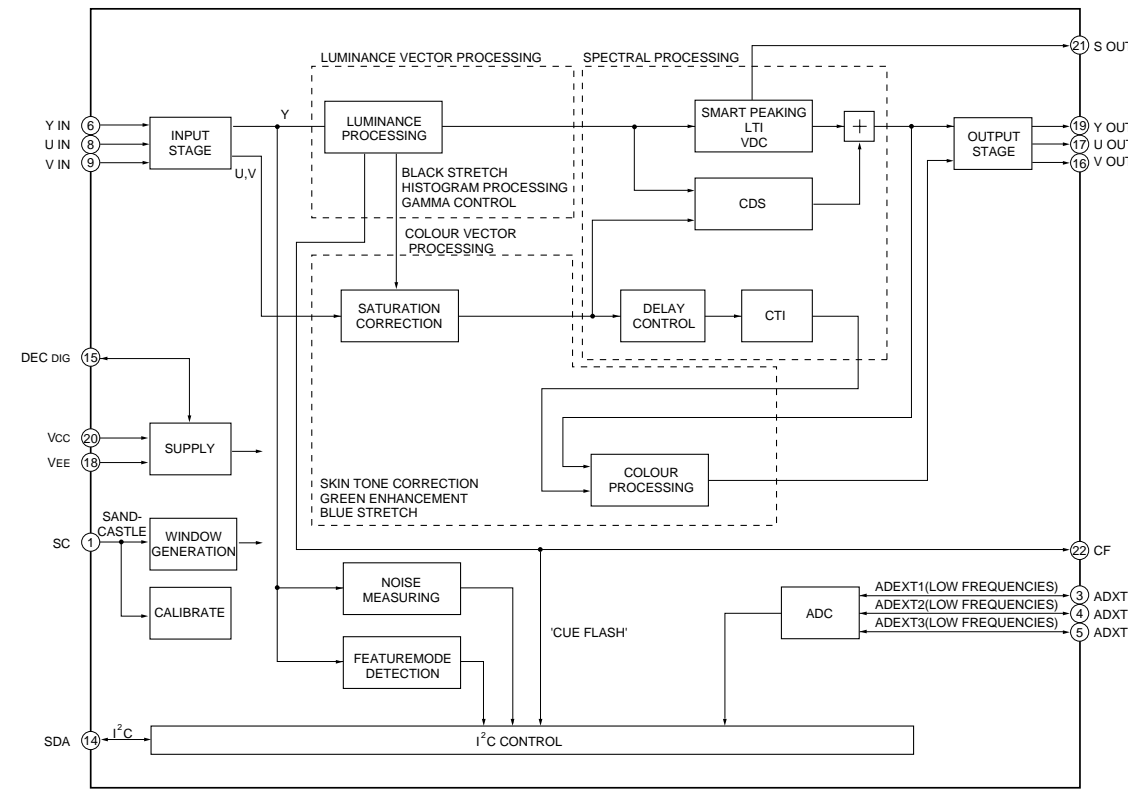 LUMINANCE VECTOR PROCESSING
SPECTRAL PROCESSING
21 S OUT
Y IN 6
U IN 8
V IN 9
INPUT
STAGE
Y
U,V
LUMINANCE
PROCESSING
SMART PEAKING
LTI
VDC
+
OUTPUT
STAGE
19 Y OUT
17 U OUT
16 V OUT
BLACK STRETCH
HISTOGRAM PROCESSING
GAMMA CONTROL
CDS
COLOUR VECTOR
PROCESSING
SATURATION
CORRECTION
DELAY
CONTROL
CTI
DEC DIG 15
VCC 20
VEE 18
SUPPLY
COLOUR
PROCESSING
SKIN TONE CORRECTION
GREEN ENHANCEMENT
BLUE STRETCH
SC 1
SAND-
CASTLE
WINDOW
GENERATION
CALIBRATE
22 CF
NOISE
MEASURING
'CUE FLASH'
ADC
ADEXT1(LOW FREQUENCIES) 3 ADXT
ADEXT2(LOW FREQUENCIES) 4 ADXT
ADEXT3(LOW FREQUENCIES) 5 ADXT
FEATUREMODE
DETECTION
SDA 14
I²C
I²C CONTROL